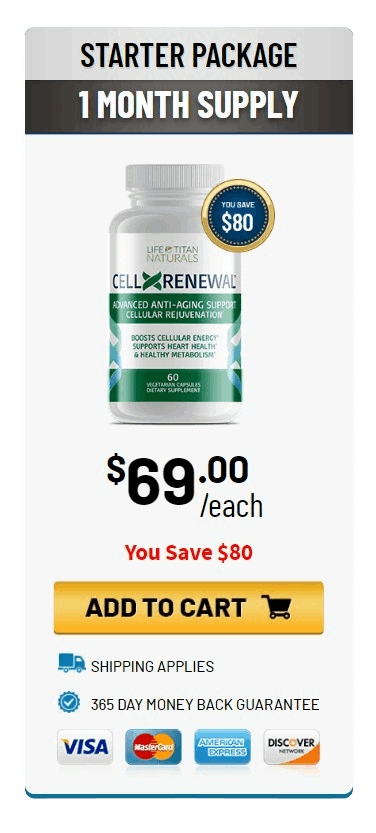 STARTER PACKAGE
1 MONTH SUPPLY
YOU SAVE
$80
LIFE TITAN
NATURALS
CELLXRENEWAL
ADVANCED ANTI-AGING SUPPORT
CELLULAR REJUVENATION
BOOSTS CELLULAR ENERGY*
SUPPORTS HEART HEALTH*
& HEALTHY METABOLISM*
60
VEGETARIAN CAPSULES
DIETARY SUPPLEMENT
$69.00
/each
You Save $80
ADD TO CART
SHIPPING APPLIES
365 DAY MONEY BACK GUARANTEE
VISA
MasterCard
AMERICAN
EXPRESS
DISCOVER
NETWORK